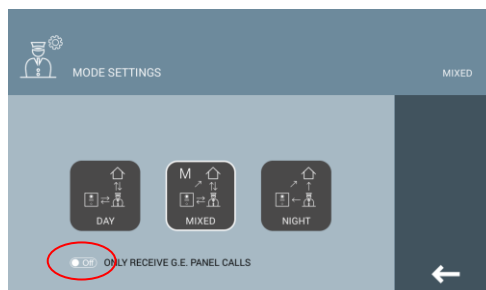 MODE SETTINGS
MIXED
M
DAY
MIXED
NIGHT
Off ONLY RECEIVE G.E. PANEL CALLS